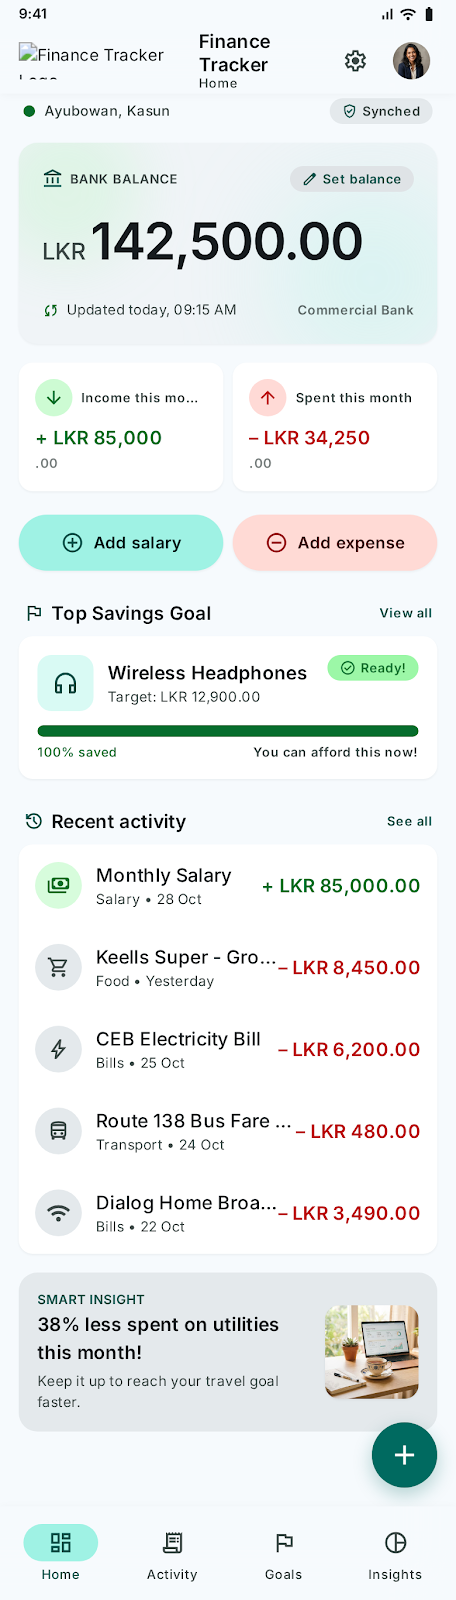 9:41
Finance Tracker
Finance
Tracker
Home
Ayubowan, Kasun
Synched
BANK BALANCE
Set balance
LKR 142,500.00
Updated today, 09:15 AM
Commercial Bank
Income this mo...
+ LKR 85,000
.00
Spent this month
– LKR 34,250
.00
Add salary
Add expense
Top Savings Goal
View all
Wireless Headphones
Target: LKR 12,900.00
Ready!
100% saved
You can afford this now!
Recent activity
See all
Monthly Salary
Salary • 28 Oct
+ LKR 85,000.00
Keells Super - Gro...
Food • Yesterday
– LKR 8,450.00
CEB Electricity Bill
Bills • 25 Oct
– LKR 6,200.00
Route 138 Bus Fare ...
Transport • 24 Oct
– LKR 480.00
Dialog Home Broa...
Bills • 22 Oct
– LKR 3,490.00
SMART INSIGHT
38% less spent on utilities
this month!
Keep it up to reach your travel goal
faster.
Home
Activity
Goals
Insights